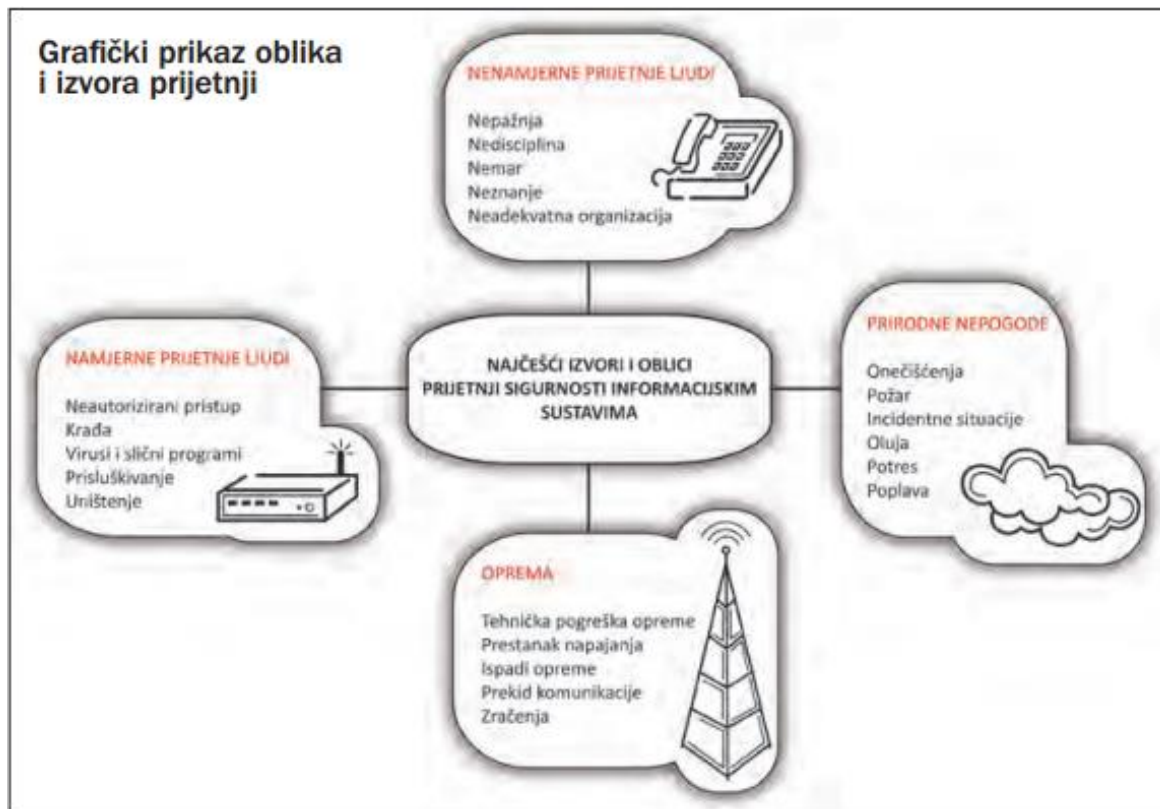 Grafički prikaz oblika
i izvora prijetnji
NENAMJERNE PRIJETNJE LJUDI
Nepažnja
Nedisciplina
Nemar
Neznanje
Neadekvatna organizacija
NAMJERNE PRIJETNJE LJUDI
Neautorizirani pristup
Krađa
Virusi i slični programi
Prisluškivanje
Uništenje
NAJČEŠĆI IZVORI I OBLICI
PRIJETNJI SIGURNOSTI INFORMACIJSKIM
SUSTAVIMA
PRIRODNE NEPOGODE
Onečišćenja
Požar
Incidentne situacije
Oluja
Potres
Poplava
OPREMA
Tehnička pogreška opreme
Prestanak napajanja
Ispadi opreme
Prekid komunikacije
Zračenja